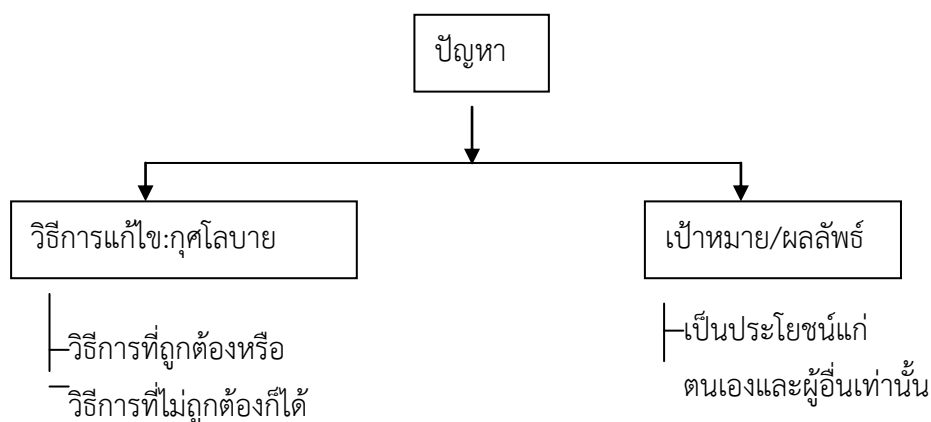 ปัญหา
วิธีการแก้ไข:กุศโลบาย
เป้าหมาย/ผลลัพธ์
วิธีการที่ถูกต้องหรือ
วิธีการที่ไม่ถูกต้องก็ได้
เป็นประโยชน์แก่
ตนเองและผู้อื่นเท่านั้น